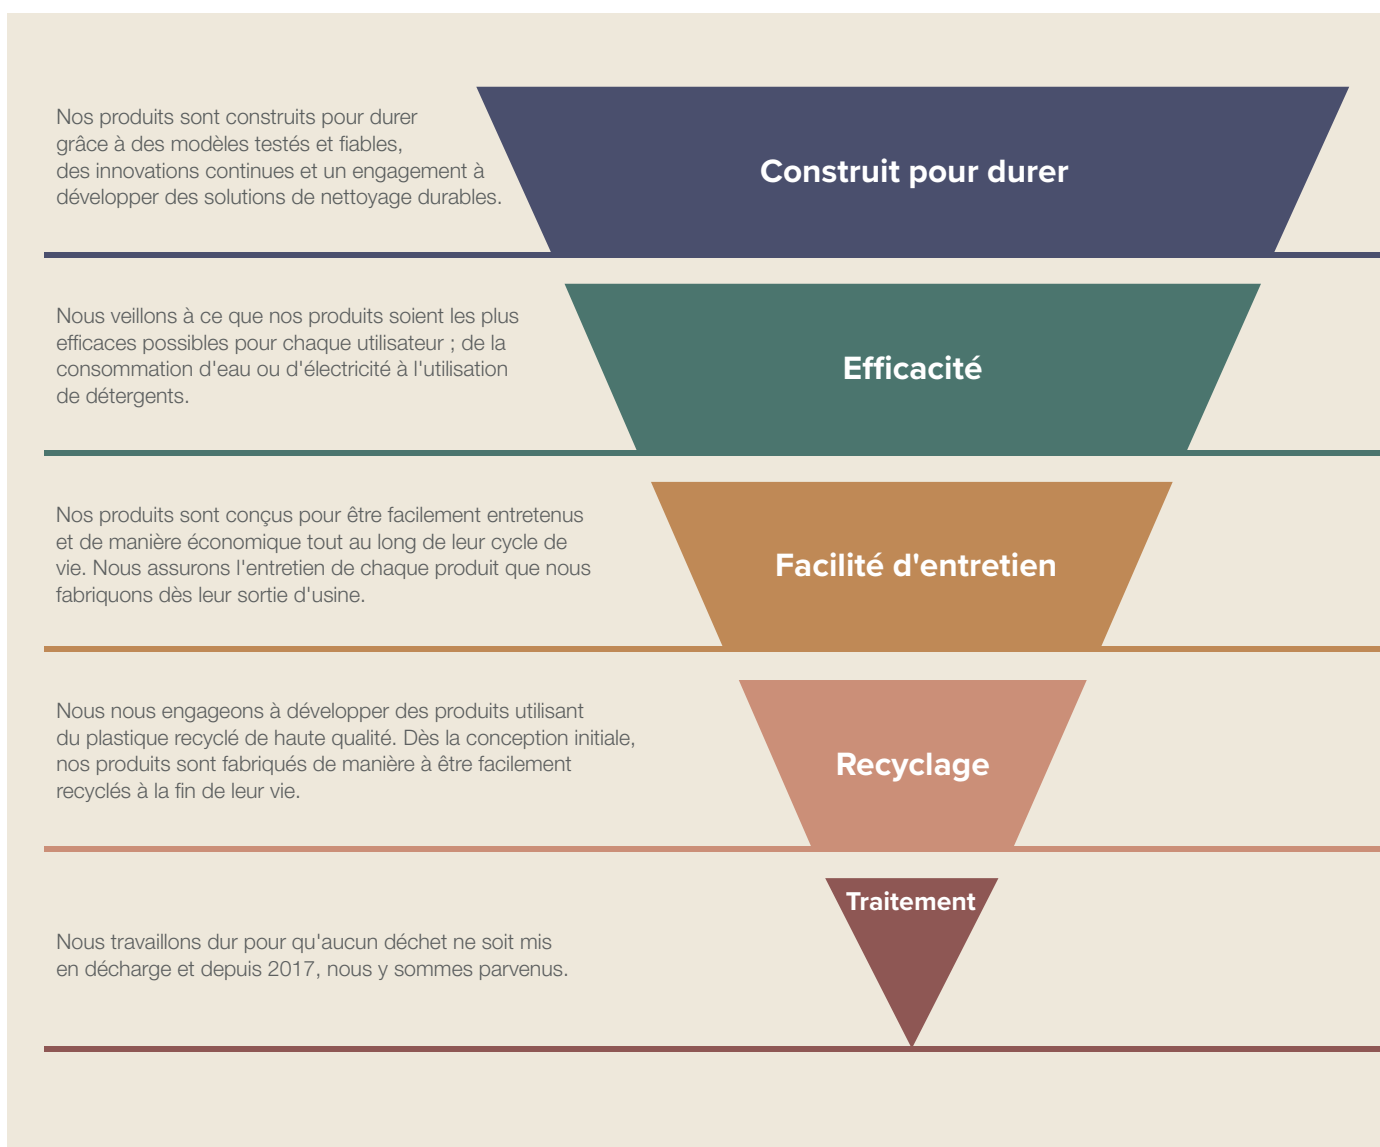 Nos produits sont construits pour durer
grâce à des modèles testés et fiables,
des innovations continues et un engagement à
développer des solutions de nettoyage durables.
Construit pour durer
Nous veillons à ce que nos produits soient les plus
efficaces possibles pour chaque utilisateur ; de la
consommation d'eau ou d'électricité à l'utilisation
de détergents.
Efficacité
Nos produits sont conçus pour être facilement entretenus
et de manière économique tout au long de leur cycle de
vie. Nous assurons l'entretien de chaque produit que nous
fabriquons dès leur sortie d'usine.
Facilité d'entretien
Nous nous engageons à développer des produits utilisant
du plastique recyclé de haute qualité. Dès la conception initiale,
nos produits sont fabriqués de manière à être facilement
recyclés à la fin de leur vie.
Recyclage
Traitement
Nous travaillons dur pour qu'aucun déchet ne soit mis
en décharge et depuis 2017, nous y sommes parvenus.